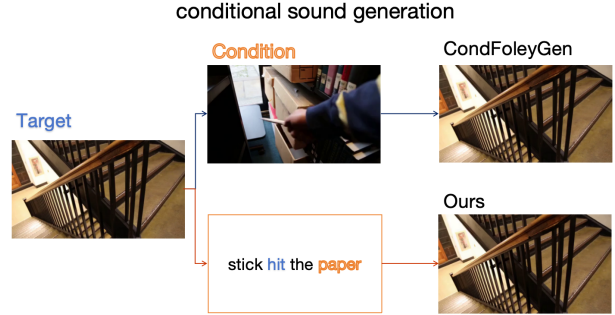 conditional sound generation
Condition
CondFoleyGen
Target
Ours
stick hit the paper